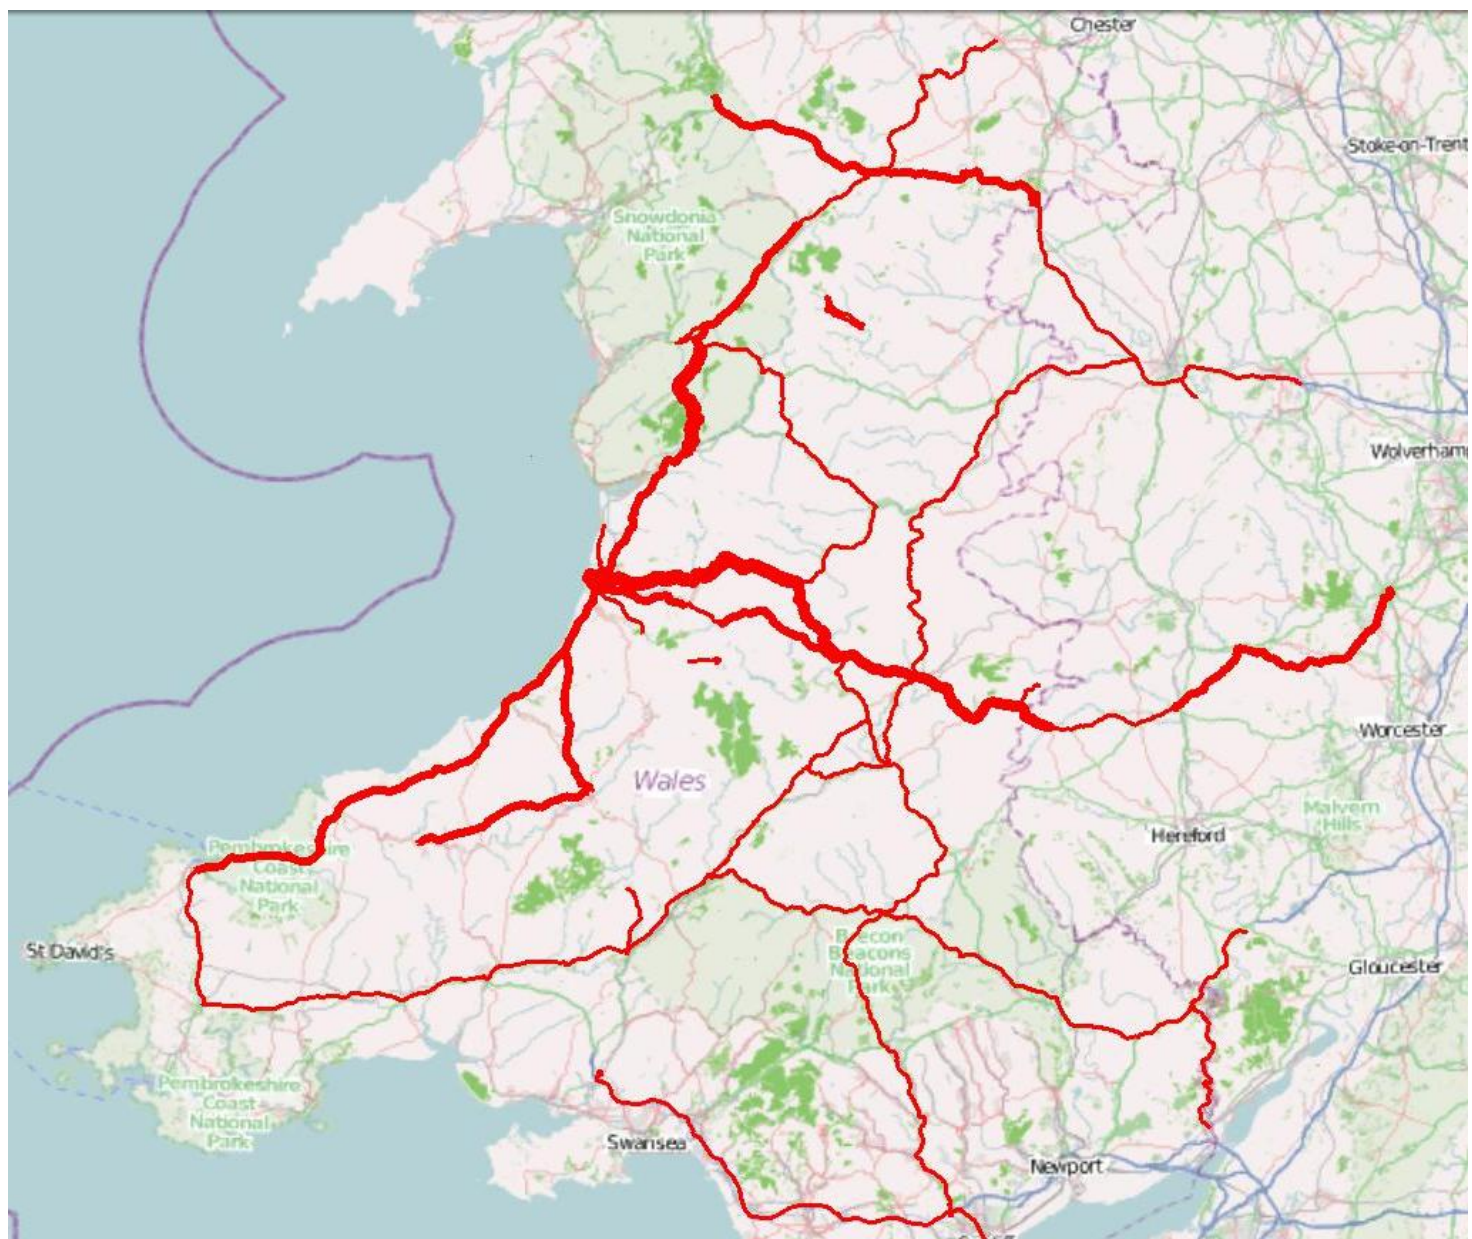 Chester
Stoke-on-Trent
Snowdonia
National
Park
Wolverham
Worcester
Wales
Malvern
Hills
Hereford
Pembrokeshire
Coast
National
Park
Brecon
Beacons
National
Park
St David's
Gloucester
Pembrokeshire
Coast
National
Park
Swansea
Newport